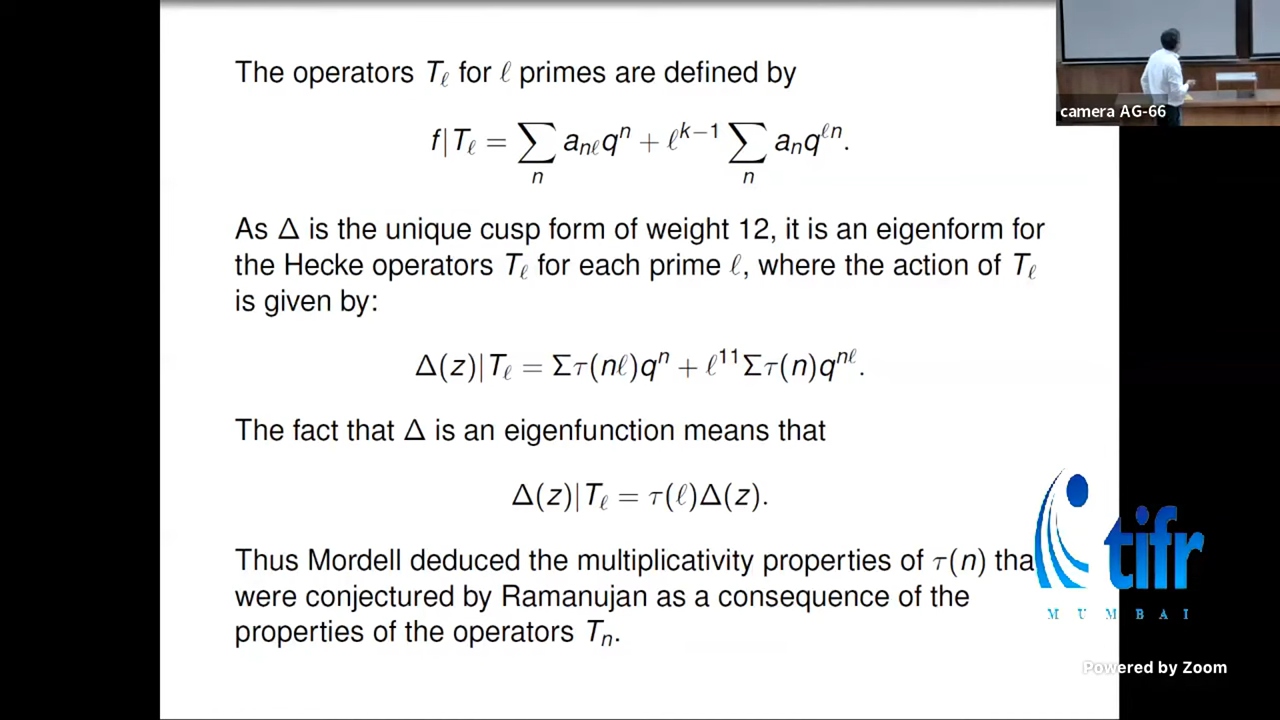 The operators T_ℓ for ℓ primes are defined by
f|T_ℓ = ∑_n a_{nℓ}q^n + ℓ^{k−1} ∑_n a_n q^{ℓn}.
As Δ is the unique cusp form of weight 12, it is an eigenform for
the Hecke operators T_ℓ for each prime ℓ, where the action of T_ℓ
is given by:
Δ(z)|T_ℓ = Στ(nℓ)q^n + ℓ^{11}Στ(n)q^{nℓ}.
The fact that Δ is an eigenfunction means that
Δ(z)|T_ℓ = τ(ℓ)Δ(z).
Thus Mordell deduced the multiplicativity properties of τ(n) tha
were conjectured by Ramanujan as a consequence of the
properties of the operators T_n.
camera AG-66
tifr
MUMBAI
Powered by Zoom